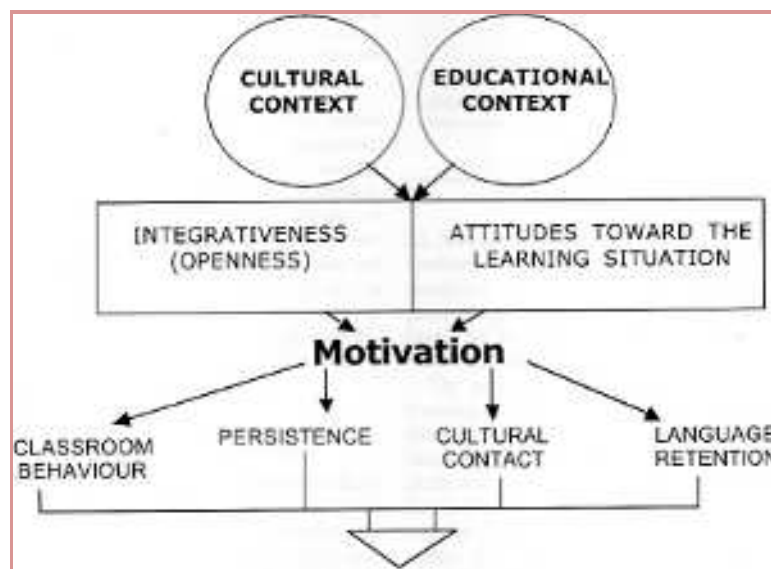 CULTURAL
CONTEXT
EDUCATIONAL
CONTEXT
INTEGRATIVENESS
(OPENNESS)
ATTITUDES TOWARD THE
LEARNING SITUATION
Motivation
CLASSROOM
BEHAVIOUR
PERSISTENCE
CULTURAL
CONTACT
LANGUAGE
RETENTION